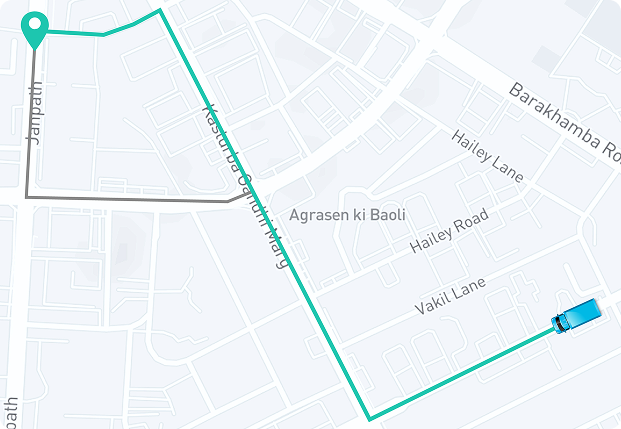 Janpath
Kasturba Gandhi Marg
Barakhamba Ro
Hailey Lane
Agrasen ki Baoli
Hailey Road
Vakil Lane
path